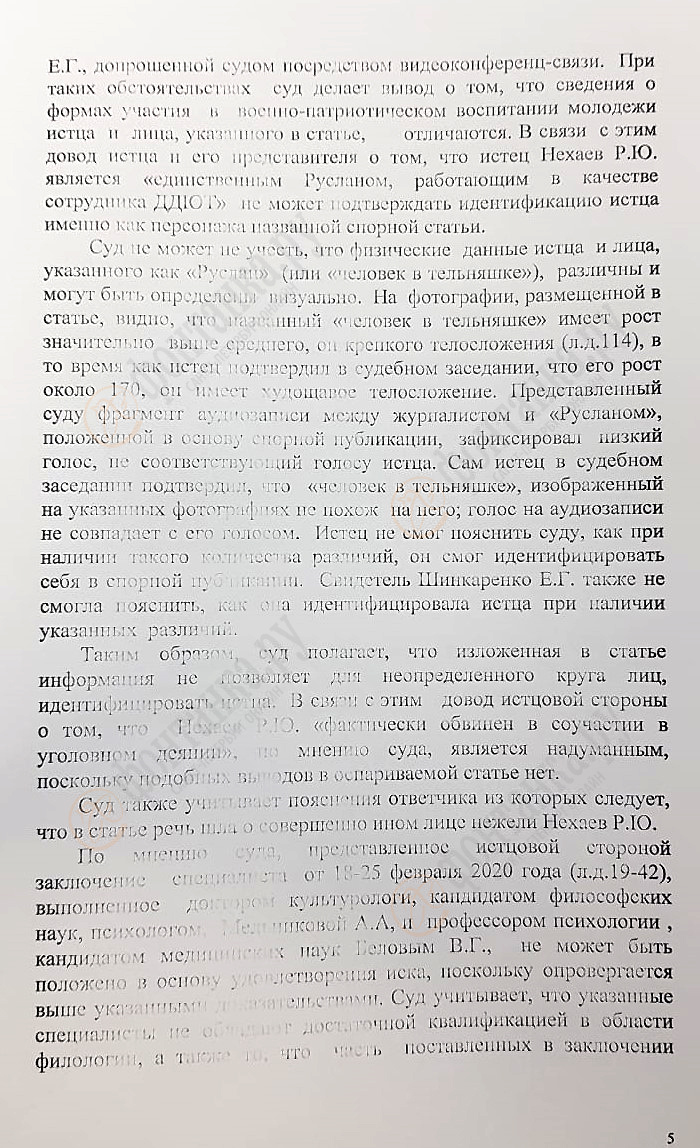 Е.Г., допрошенной судом посредством видеоконференц-связи. При
таких обстоятельствах суд делает вывод о том, что сведения о
формах участия в военно-патриотическом воспитании молодежи
истца и лица, указанного в статье, отличаются. В связи с этим
довод истца и его представителя о том, что истец Нехаев Р.Ю.
является «единственным Русланом, работающим в качестве
сотрудника ДДЮТ» не может подтверждать идентификацию истца
именно как персонажа названной спорной статьи.
Суд не может не учесть, что физические данные истца и лица,
указанного как «Руслан» (или «человек в тельняшке»), различны и
могут быть определены визуально. На фотографии, размещенной в
статье, видно, что названный «человек в тельняшке» имеет рост
значительно выше среднего, он крепкого телосложения (л.д.114), в
то время как истец подтвердил в судебном заседании, что его рост
около 170, он имеет худощавое телосложение. Представленный
суду фрагмент аудиозаписи между журналистом и «Русланом»,
положенной в основу спорной публикации, зафиксировал низкий
голос, не соответствующий голосу истца. Сам истец в судебном
заседании подтвердил, что «человек в тельняшке», изображенный
на указанных фотографиях не похож на него; голос на аудиозаписи
не совпадает с его голосом. Истец не смог пояснить суду, как при
наличии такого количества различий, он смог идентифицировать
себя в спорной публикации. Свидетель Шинкаренко Е.Г. также не
смогла пояснить, как она идентифицировала истца при наличии
указанных различий.
Таким образом, суд полагает, что изложенная в статье
информация не позволяет для неопределенного круга лиц,
идентифицировать истца. В связи с этим довод истцовой стороны
о том, что Нехаев Р.Ю. «фактически обвинен в соучастии в
уголовном деянии», по мнению суда, является надуманным,
поскольку подобных выводов в оспариваемой статье нет.
Суд также учитывает пояснения ответчика из которых следует,
что в статье речь шла о совершенно ином лице нежели Нехаев Р.Ю.
По мнению суда, представленное истцовой стороной
заключение специалиста от 18-25 февраля 2020 года (л.д.19-42),
выполненное доктором культурологи, кандидатом философских
наук, психологом Мельниковой А.А, и профессором психологии ,
кандидатом медицинских наук Беловым В.Г., не может быть
положено в основу удовлетворения иска, поскольку опровергается
выше указанными доказательствами. Суд учитывает, что указанные
специалисты не обладают достаточной квалификацией в области
филологии, а также то, что часть поставленных в заключении
5